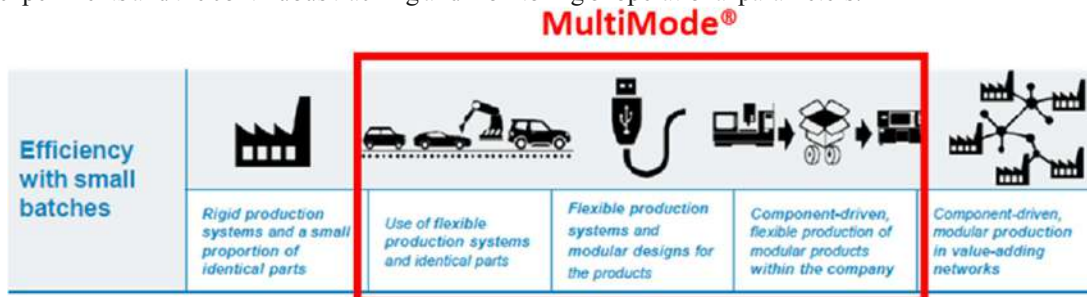 MultiMode®
Efficiency
with small
batches
Rigid production
systems and a small
proportion of
identical parts
Use of flexible
production systems
and identical parts
Flexible production
systems and
modular designs for
the products
Component-driven,
flexible production of
modular products
within the company
Component-driven,
modular production
in value-adding
networks